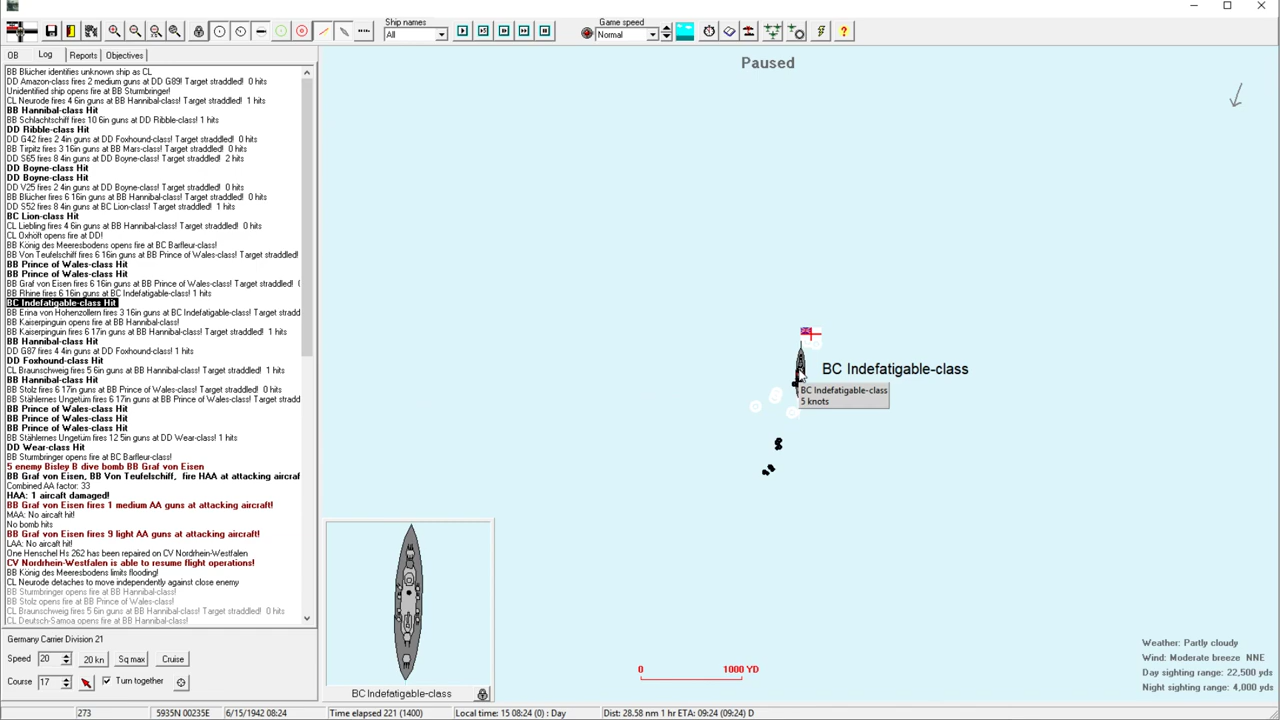 Ship names
All
Game speed
Normal
?
OB Log Reports Objectives
BB Blücher identifies unknown ship as CL
DD Amazon-class fires 2 medium guns at DD G89! Target straddled! 0 hits
Unidentified ship opens fire at BB Sturmbringer!
CL Neurode fires 4 6in guns at BB Hannibal-class! Target straddled! 1 hits
BB Hannibal-class Hit
BB Schlachtschiff fires 10 6in guns at DD Ribble-class! 1 hits
DD Ribble-class Hit
DD G42 fires 2 4in guns at DD Foxhound-class! Target straddled! 0 hits
BB Tirpitz fires 3 16in guns at BB Mars-class! Target straddled! 0 hits
DD S65 fires 8 4in guns at DD Boyne-class! Target straddled! 2 hits
DD Boyne-class Hit
DD Boyne-class Hit
DD V25 fires 2 4in guns at DD Boyne-class! Target straddled! 0 hits
BB Blücher fires 6 16in guns at BB Hannibal-class! Target straddled! 0 hits
DD S52 fires 8 4in guns at BC Lion-class! Target straddled! 1 hits
BC Lion-class Hit
CL Liebling fires 4 6in guns at BB Hannibal-class! Target straddled! 0 hits
CL Oxhöft opens fire at DD!
BB König des Meeresbodens opens fire at BC Barfleur-class!
BB Von Teufelschiff fires 6 16in guns at BB Prince of Wales-class! Target straddled!
BB Prince of Wales-class Hit
BB Prince of Wales-class Hit
BB Graf von Eisen fires 6 16in guns at BB Prince of Wales-class! Target straddled! 0
BB Rhine fires 6 16in guns at BC Indefatigable-class! 1 hits
BC Indefatigable-class Hit
BB Erina von Hohenzollern fires 3 16in guns at BC Indefatigable-class! Target stradd
BB Kaiserpinguin opens fire at BB Hannibal-class!
BB Kaiserpinguin fires 6 17in guns at BB Hannibal-class! Target straddled! 1 hits
BB Hannibal-class Hit
DD G87 fires 4 4in guns at DD Foxhound-class! 1 hits
DD Foxhound-class Hit
CL Braunschweig fires 5 6in guns at BB Hannibal-class! Target straddled! 1 hits
BB Hannibal-class Hit
BB Stolz fires 6 17in guns at BB Prince of Wales-class! Target straddled! 0 hits
BB Stählernes Ungetüm fires 6 17in guns at BB Prince of Wales-class! Target straddled!
BB Prince of Wales-class Hit
BB Prince of Wales-class Hit
BB Stählernes Ungetüm fires 12 5in guns at DD Wear-class! 1 hits
DD Wear-class Hit
BB Sturmbringer opens fire at BC Barfleur-class!
5 enemy Bisley B dive bomb BB Graf von Eisen
BB Graf von Eisen, BB Von Teufelschiff, fire HAA at attacking aircraf
Combined AA factor: 33
HAA: 1 aircaft damaged!
BB Graf von Eisen fires 1 medium AA guns at attacking aircraft!
MAA: No aircaft hit!
No bomb hits
BB Graf von Eisen fires 9 light AA guns at attacking aircraft!
LAA: No aircaft hit!
One Henschel Hs 262 has been repaired on CV Nordrhein-Westfalen
CV Nordrhein-Westfalen is able to resume flight operations!
BB König des Meeresbodens limits flooding!
CL Neurode detaches to move independently against close enemy
BB Sturmbringer opens fire at BB Hannibal-class!
BB Stolz opens fire at BB Prince of Wales-class!
CL Braunschweig fires 5 6in guns at BB Hannibal-class! Target straddled! 0 hits
CL Deutsch-Samoa opens fire at BB Hannibal-class!
Germany Carrier Division 21
Speed 20 20 kn Sq max Cruise
Course 17 Turn together
Paused
BC Indefatigable-class
BC Indefatigable-class
5 knots
BC Indefatigable-class
0 1000 YD
Weather: Partly cloudy
Wind: Moderate breeze NNE
Day sighting range: 22,500 yds
Night sighting range: 4,000 yds
273 5935N 00235E 6/15/1942 08:24 Time elapsed 221 (1400) Local time: 15 08:24 (0) : Day Dist: 28.58 nm 1 hr ETA: 09:24 (09:24) D